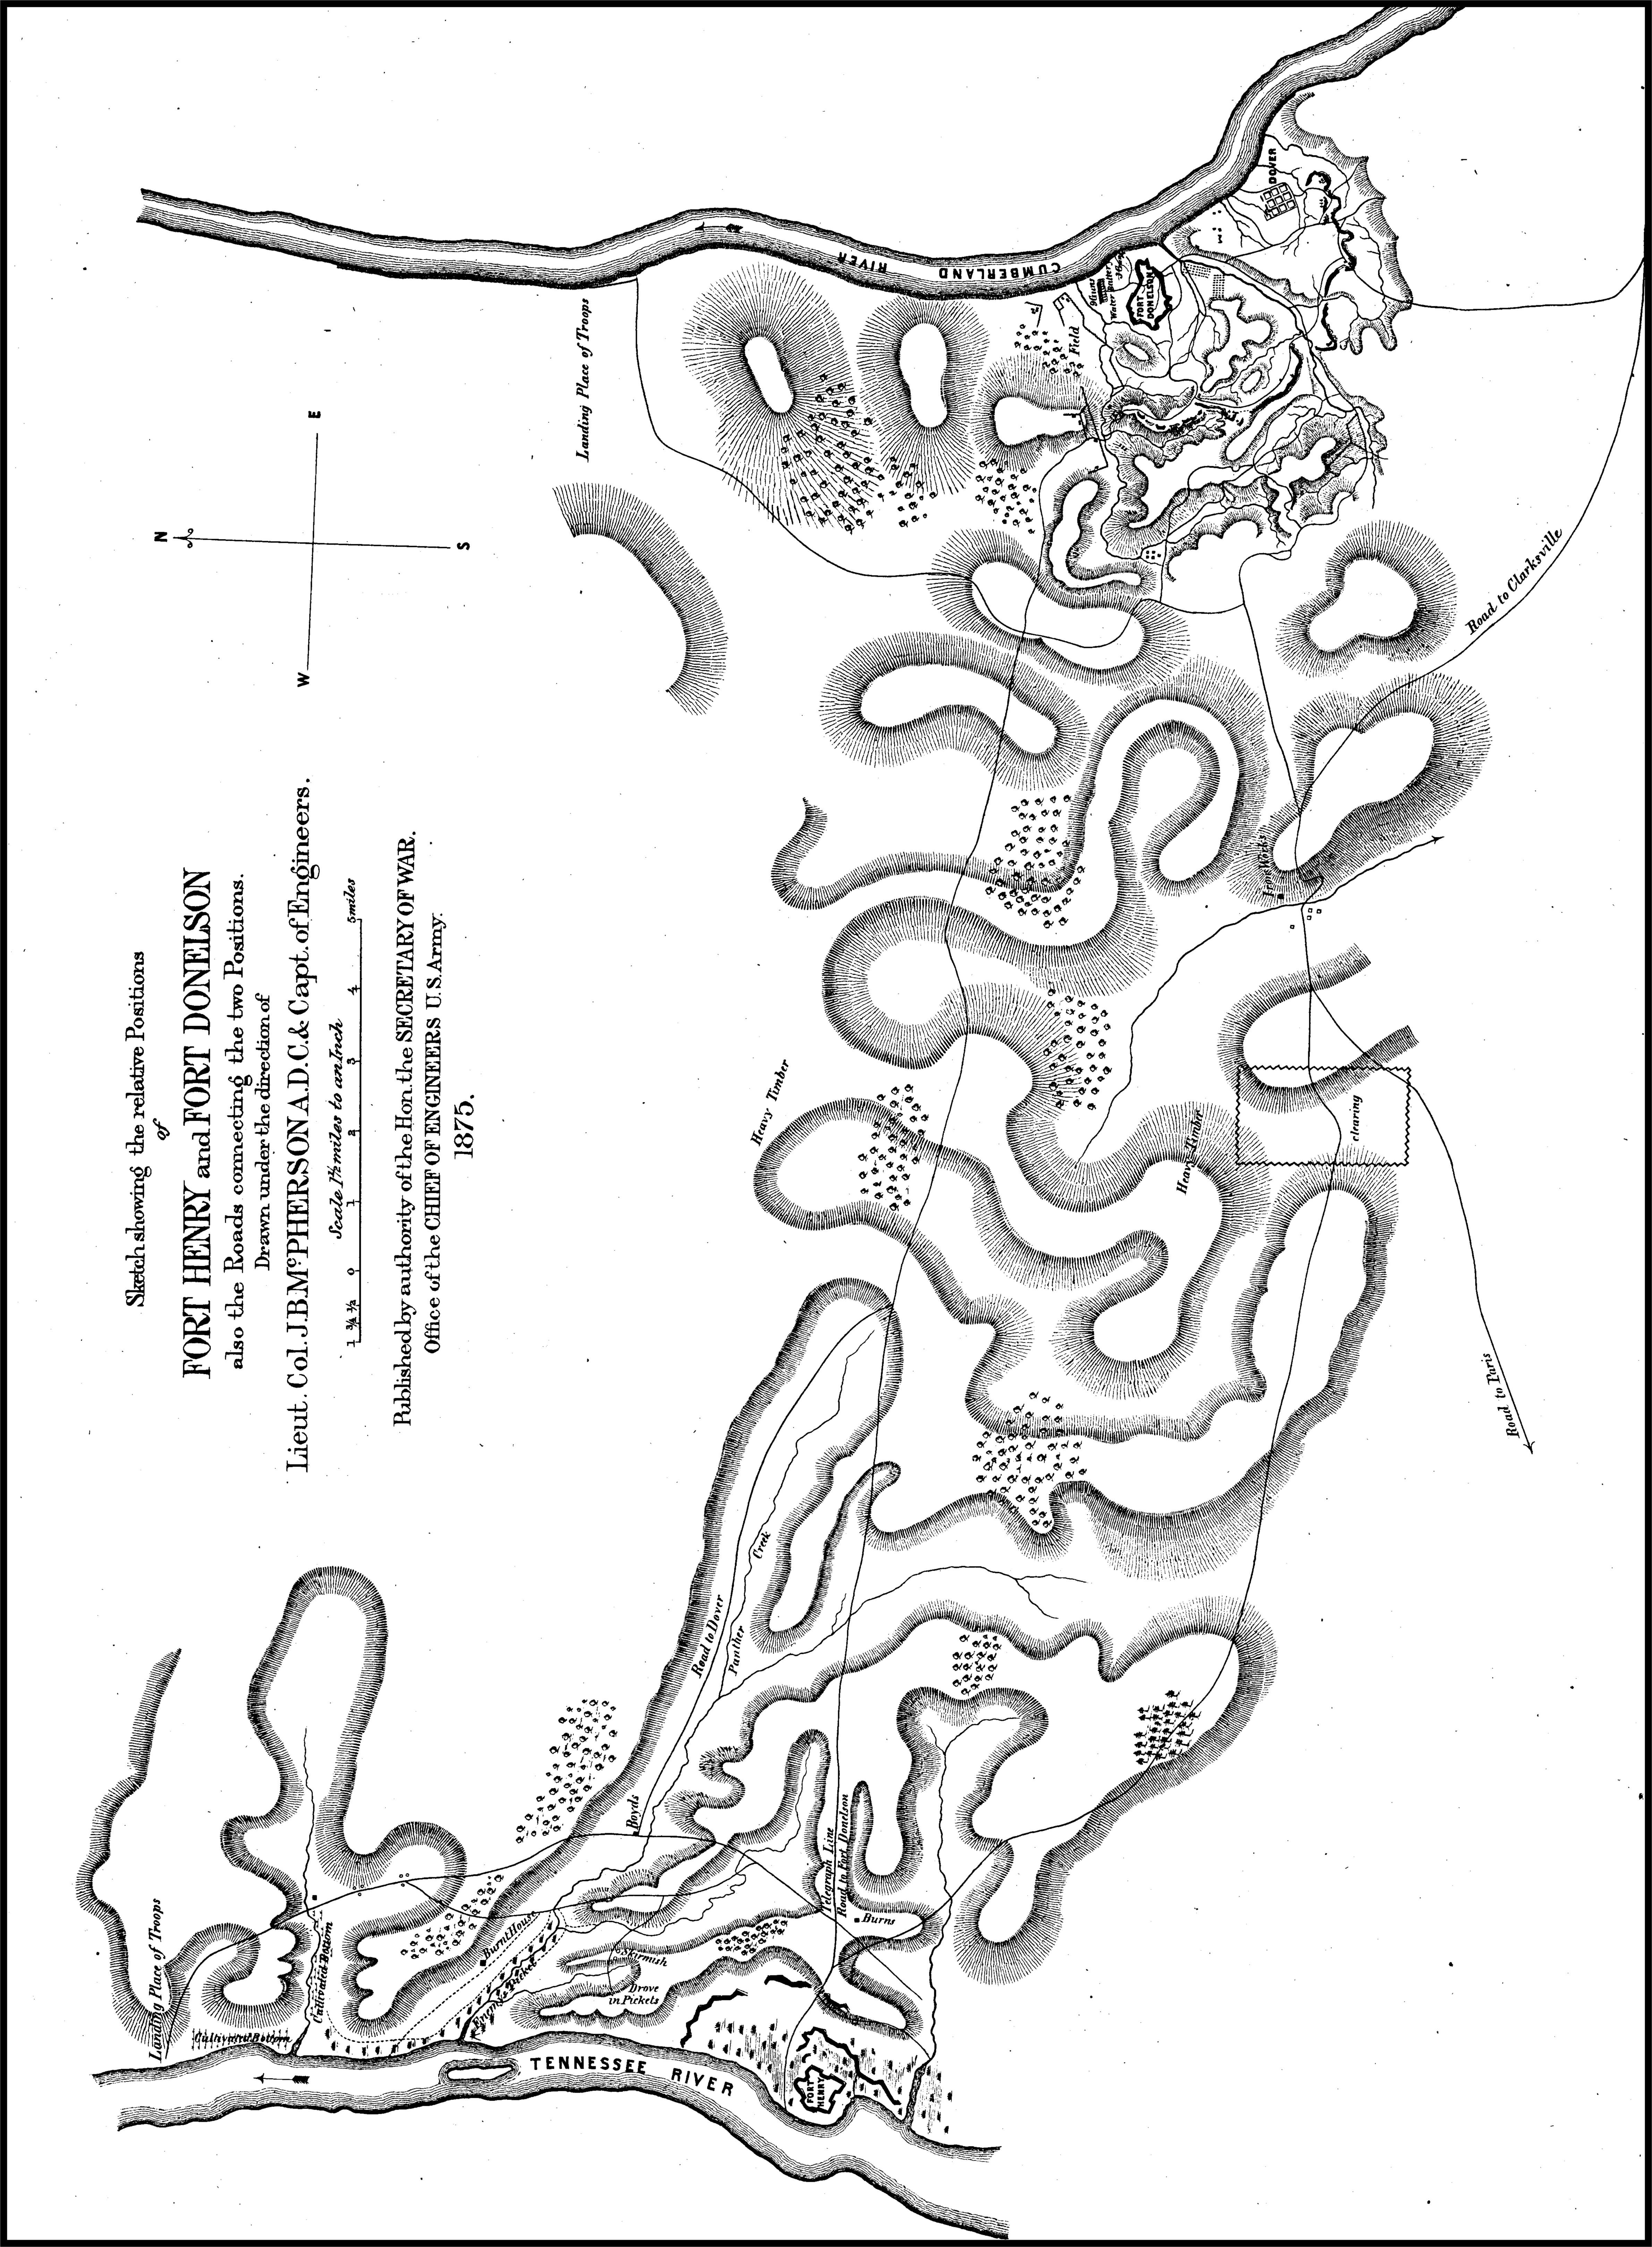 Sketch showing the relative Positions
of
FORT HENRY and FORT DONELSON
also the Roads connecting the two Positions.
Drawn under the direction of
Lieut. Col. J.B. McPHERSON A.D.C. & Capt. of Engineers.
Scale 1½ miles to an Inch
1 ¾ ½ 0 1 2 3 4 5 miles
Published by authority of the Hon. the SECRETARY OF WAR.
Office of the CHIEF OF ENGINEERS U.S. Army.
1875.
N
E
S
W
Landing Place of Troops
CUMBERLAND
RIVER
DOVER
FORT
DONELSON
Field
Road to Clarksville
Iron Works
Heavy Timber
Heavy Timber
clearing
Road to Paris
Road to Dover
Panther
Creek
Boyds
Telegraph Line
Road to Fort Donelson
Burns
Burnt House
Enemy's Picket
Skirmish
Drove
in Pickets
Landing Place of Troops
Cultivated Bottom
Cultivated Bottom
TENNESSEE RIVER
FORT
HENRY